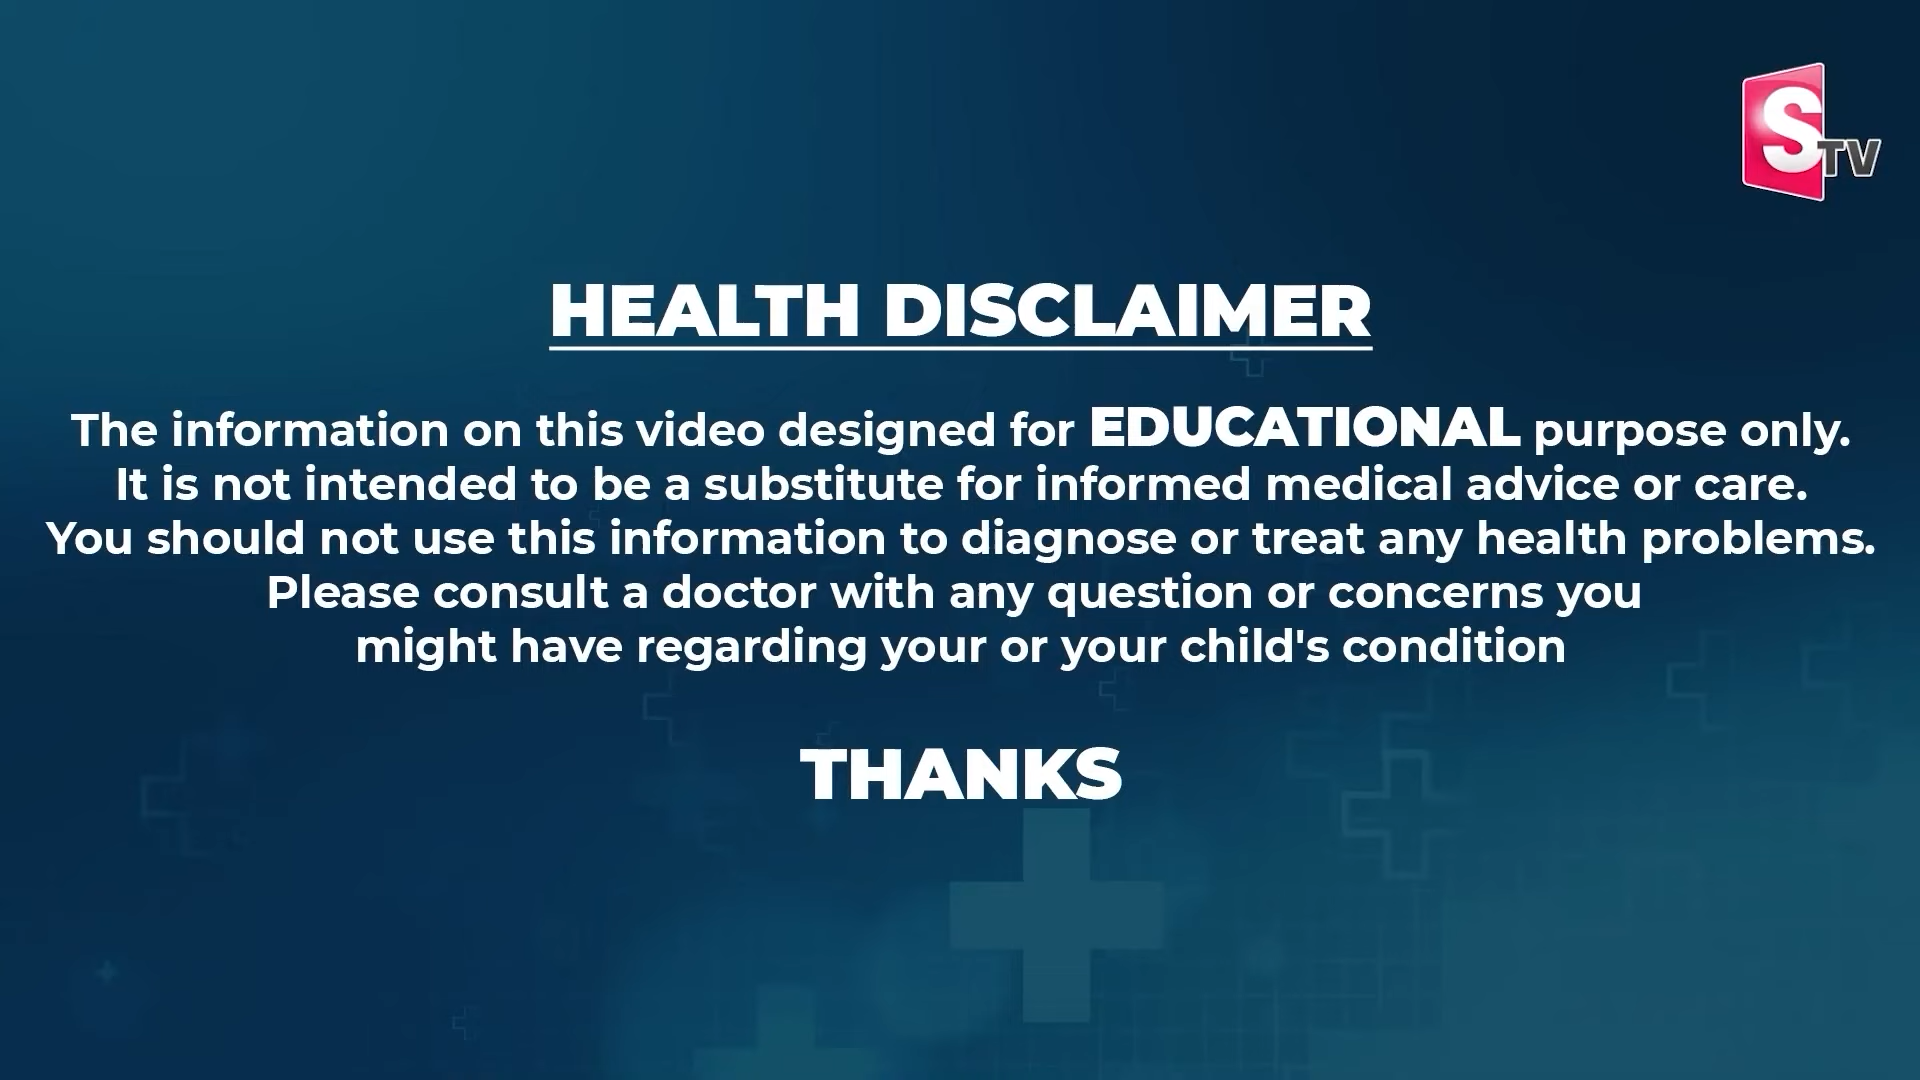 S TV
HEALTH DISCLAIMER
The information on this video designed for EDUCATIONAL purpose only.
It is not intended to be a substitute for informed medical advice or care.
You should not use this information to diagnose or treat any health problems.
Please consult a doctor with any question or concerns you
might have regarding your or your child's condition
THANKS